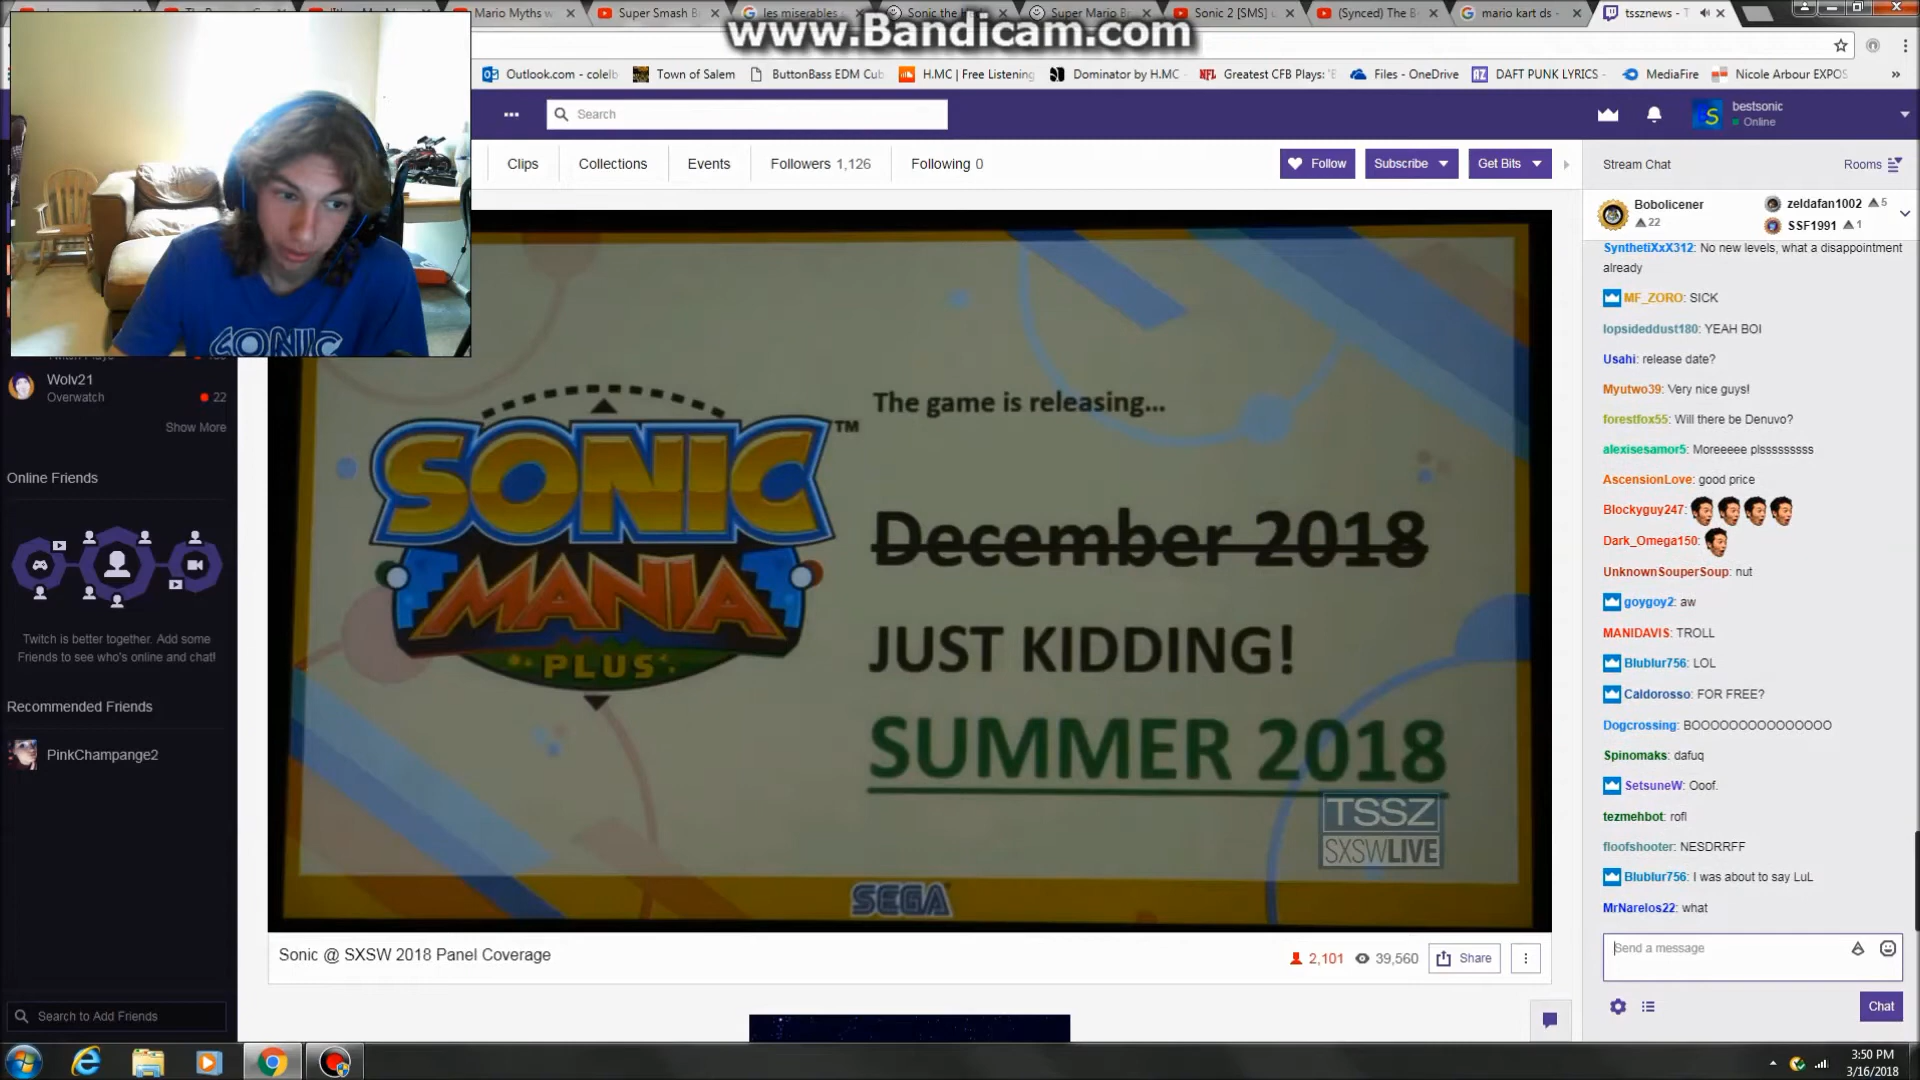 Mario Myths w
Super Smash B
les miserables
Sonic the H
Super Mario Br
Sonic 2 [SMS]
(Synced) The B
mario kart ds -
tssznews - T
www.Bandicam.com
Outlook.com - colelb
Town of Salem
ButtonBass EDM Cub
H.MC | Free Listening
Dominator by H.MC
NFL
Greatest CFB Plays:
Files - OneDrive
AZ
DAFT PUNK LYRICS -
MediaFire
Nicole Arbour EXPOS
Search
bestsonic
Online
Clips
Collections
Events
Followers 1,126
Following 0
Follow
Subscribe
Get Bits
Stream Chat
Rooms
Bobolicener
22
zeldafan1002 5
SSF1991 1
SONIC
Wolv21
Overwatch
22
Show More
Online Friends
Twitch is better together. Add some
Friends to see who's online and chat!
Recommended Friends
PinkChampange2
Search to Add Friends
The game is releasing...
SONIC
TM
MANIA
PLUS
December 2018
JUST KIDDING!
SUMMER 2018
TSSZ
SXSWLIVE
SEGA
Sonic @ SXSW 2018 Panel Coverage
2,101
39,560
Share
SynthetiXxX312: No new levels, what a disappointment
already
MF_ZORO: SICK
lopsideddust180: YEAH BOI
Usahi: release date?
Myutwo39: Very nice guys!
forestfox55: Will there be Denuvo?
alexisesamor5: Moreeeee plsssssssss
AscensionLove: good price
Blockyguy247:
Dark_Omega150:
UnknownSouperSoup: nut
goygoy2: aw
MANIDAVIS: TROLL
Blublur756: LOL
Caldorosso: FOR FREE?
Dogcrossing: BOOOOOOOOOOOOOOO
Spinomaks: dafuq
SetsuneW: Ooof.
tezmehbot: rofl
floofshooter: NESDRRFF
Blublur756: I was about to say LuL
MrNarelos22: what
Send a message
Chat
3:50 PM
3/16/2018